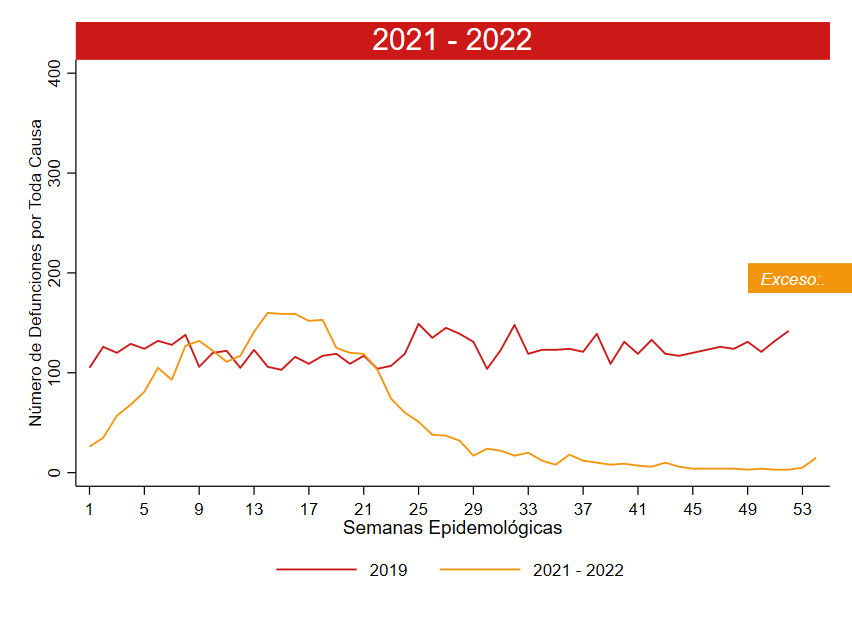 2021 - 2022
Número de Defunciones por Toda Causa
400
300
200
100
0
Exceso:.
1 5 9 13 17 21 25 29 33 37 41 45 49 53
Semanas Epidemológicas
2019 2021 - 2022